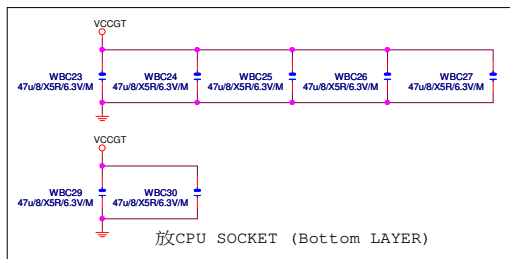 VCCGT
WBC23 WBC24 WBC25 WBC26 WBC27
47u/8/X5R/6.3V/M 47u/8/X5R/6.3V/M 47u/8/X5R/6.3V/M 47u/8/X5R/6.3V/M 47u/8/X5R/6.3V/M
VCCGT
WBC29 WBC30
47u/8/X5R/6.3V/M 47u/8/X5R/6.3V/M
放CPU SOCKET (Bottom LAYER)